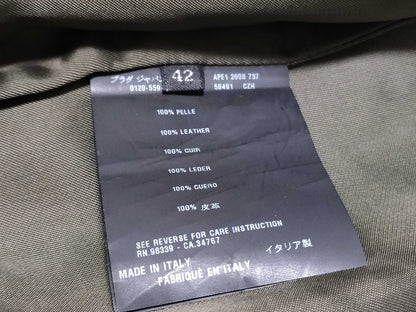 プラダ ジャパン
42
0120-559
APE1 2008 737
58491 CZH
100% PELLE
100% LEATHER
100% CUIR
100% LEDER
100% CUERO
100% 皮革
SEE REVERSE FOR CARE INSTRUCTION
RN.98339 - CA.34767
MADE IN ITALY
イタリア製
FABRIQUÉ EN ITALY